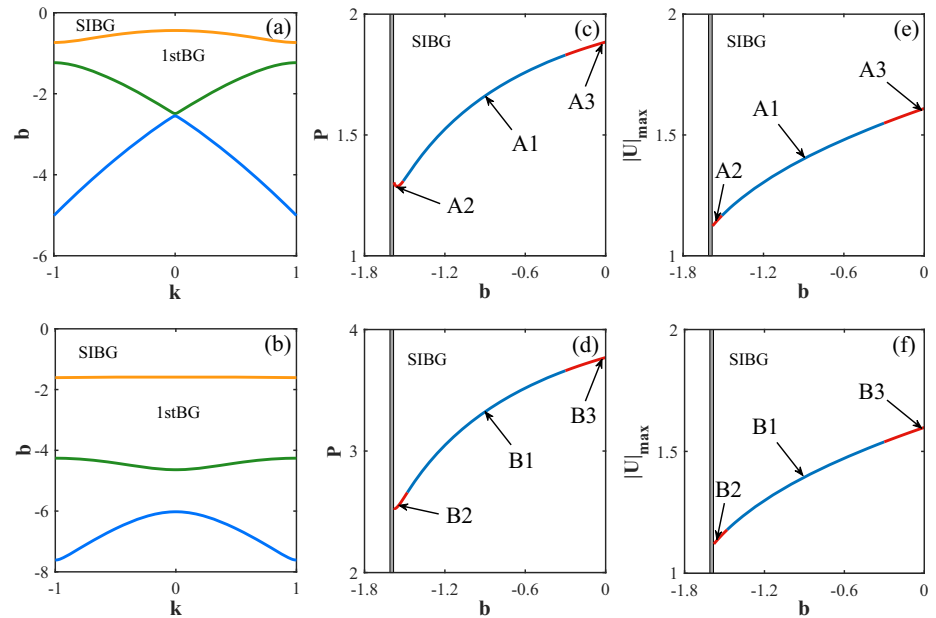 0
SIBG
(a)
1stBG
-2
b
-4
-6
-1
0
1
k
2
SIBG
(c)
A3
P
1.5
A1
A2
1
-1.8
-1.2
-0.6
0
b
2
SIBG
(e)
A3
A1
|U|max
1.5
A2
1
-1.8
-1.2
-0.6
0
b
0
SIBG
(b)
-2
1stBG
b
-4
-6
-8
-1
0
1
k
4
SIBG
(d)
B3
P
3
B1
B2
2
-1.8
-1.2
-0.6
0
b
2
SIBG
(f)
B3
B1
|U|max
1.5
B2
1
-1.8
-1.2
-0.6
0
b